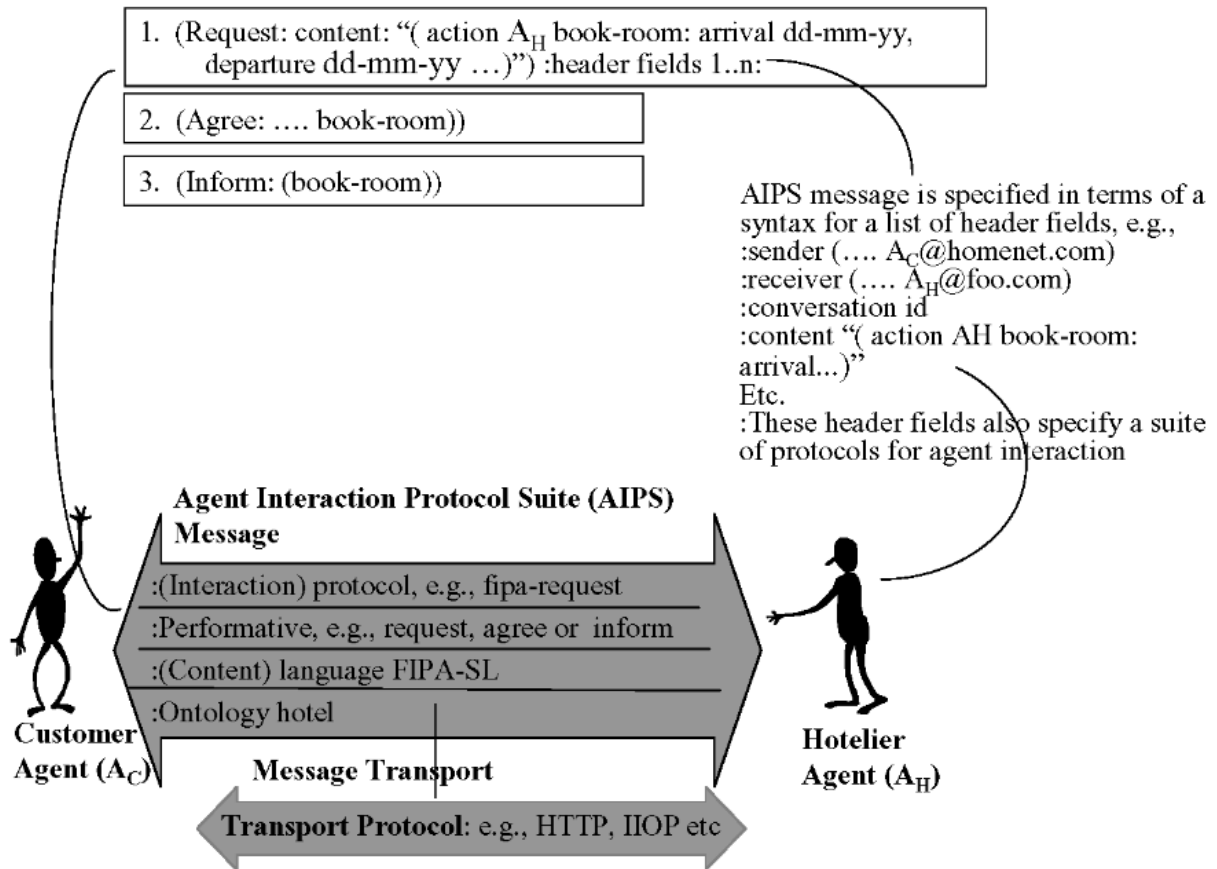 1. (Request: content: “( action A_H book-room: arrival dd-mm-yy,
departure dd-mm-yy ...)”) :header fields 1..n:
2. (Agree: .... book-room))
3. (Inform: (book-room))
AIPS message is specified in terms of a
syntax for a list of header fields, e.g.,
:sender (.... A_C@homenet.com)
:receiver (.... A_H@foo.com)
:conversation id
:content “( action AH book-room:
arrival...)”
Etc.
:These header fields also specify a suite
of protocols for agent interaction
Agent Interaction Protocol Suite (AIPS)
Message
:(Interaction) protocol, e.g., fipa-request
:Performative, e.g., request, agree or inform
:(Content) language FIPA-SL
:Ontology hotel
Customer
Agent (A_C)
Hotelier
Agent (A_H)
Message Transport
Transport Protocol: e.g., HTTP, IIOP etc